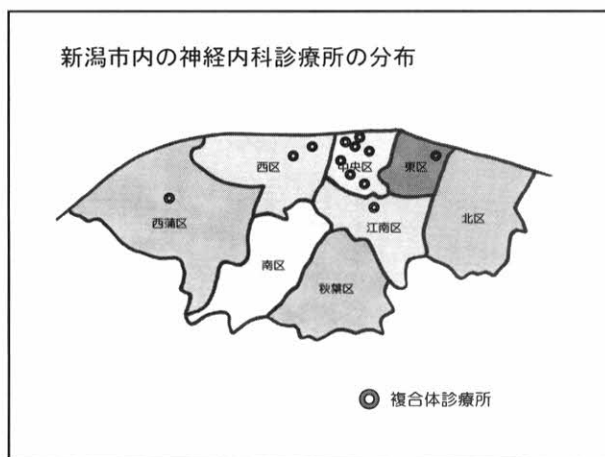 新潟市内の神経内科診療所の分布
西区
中央区
東区
西蒲区
江南区
北区
南区
秋葉区
複合体診療所